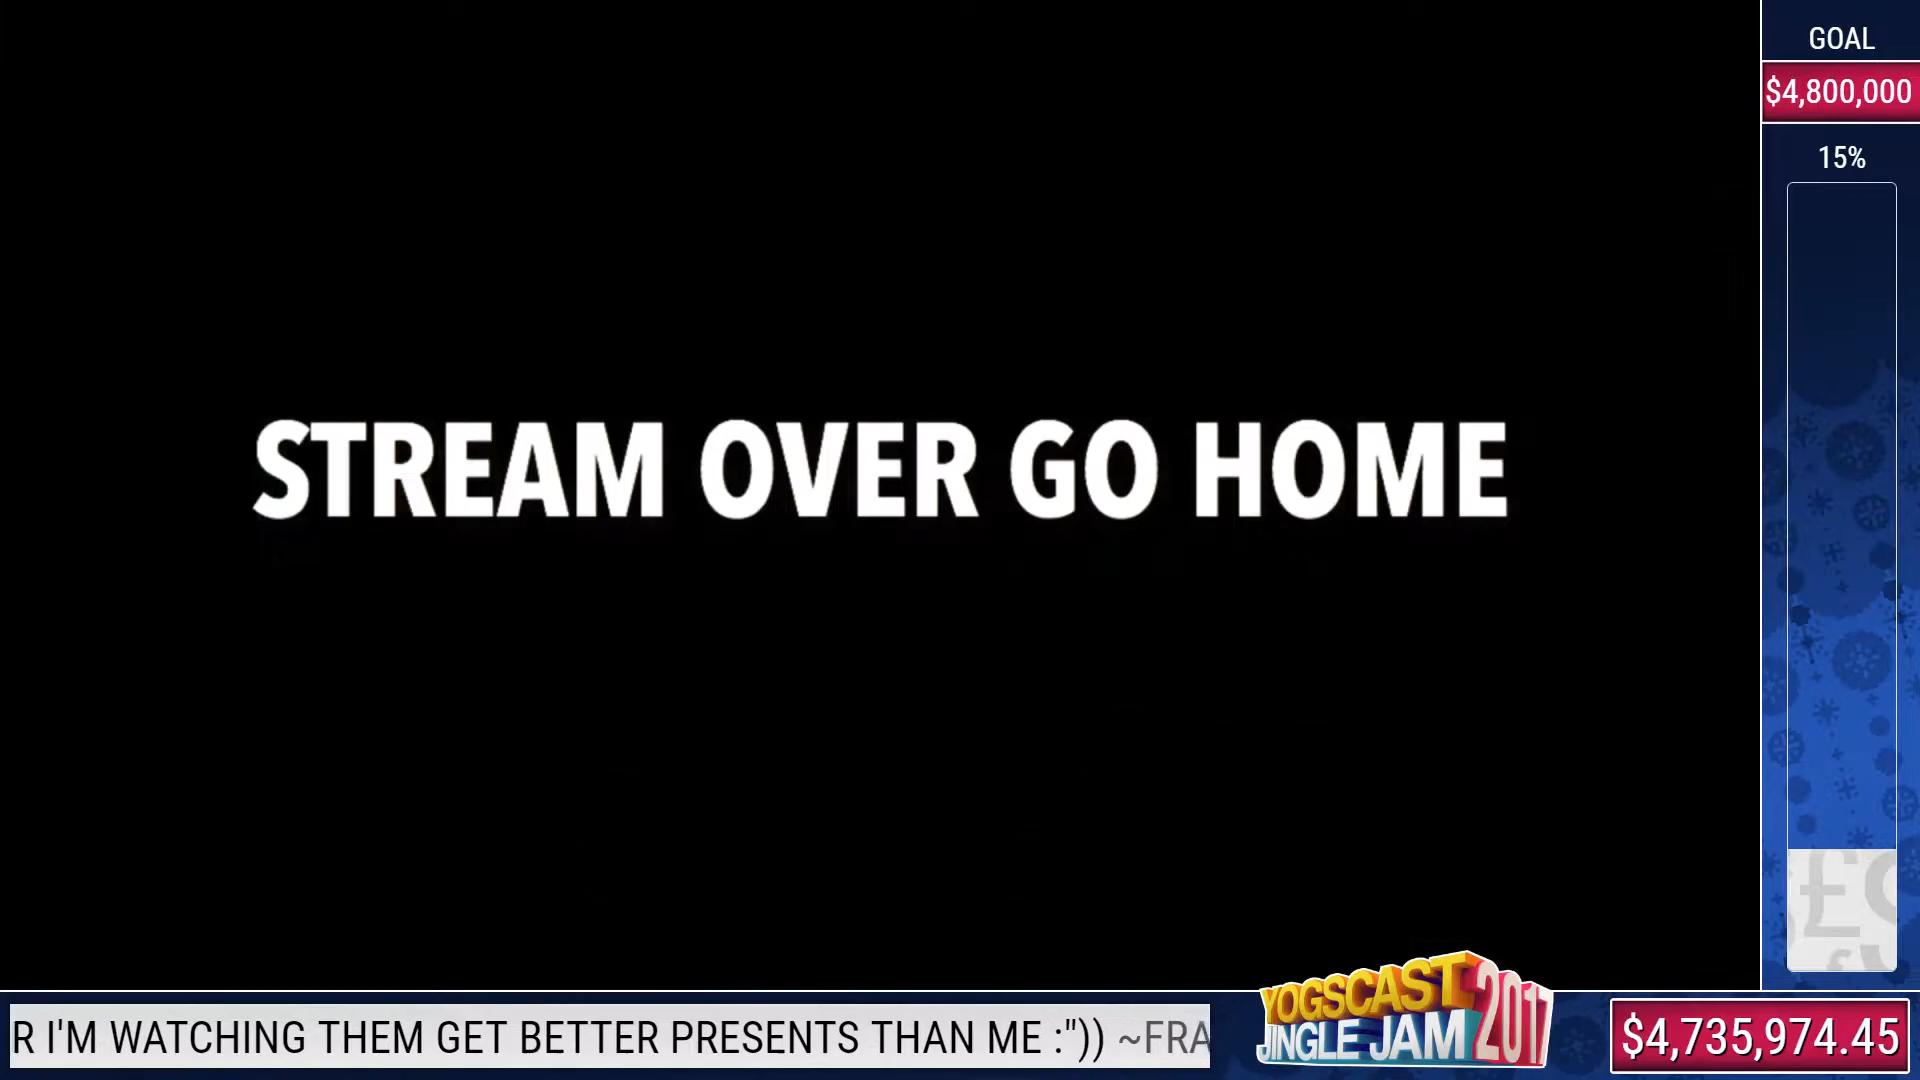 GOAL
$4,800,000
15%
STREAM OVER GO HOME
R I'M WATCHING THEM GET BETTER PRESENTS THAN ME :")) ~FRA
YOGSCAST
JINGLE JAM 2017
$4,735,974.45